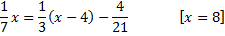 1/7 x = 1/3 (x − 4) − 4/21 [x = 8]